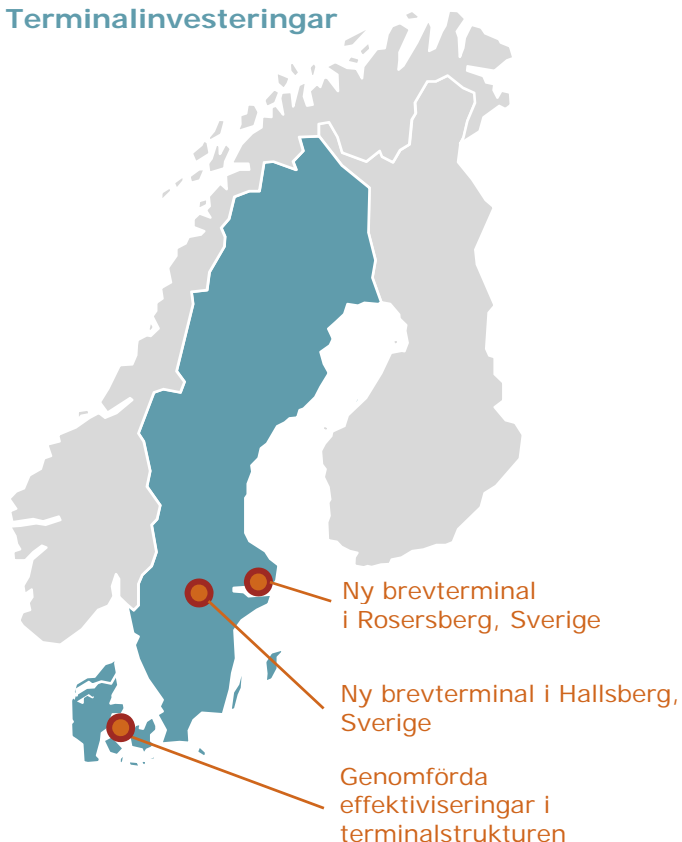 Terminalinvesteringar
Ny brevterminal
i Rosersberg, Sverige
Ny brevterminal i Hallsberg,
Sverige
Genomförda
effektiviseringar i
terminalstrukturen